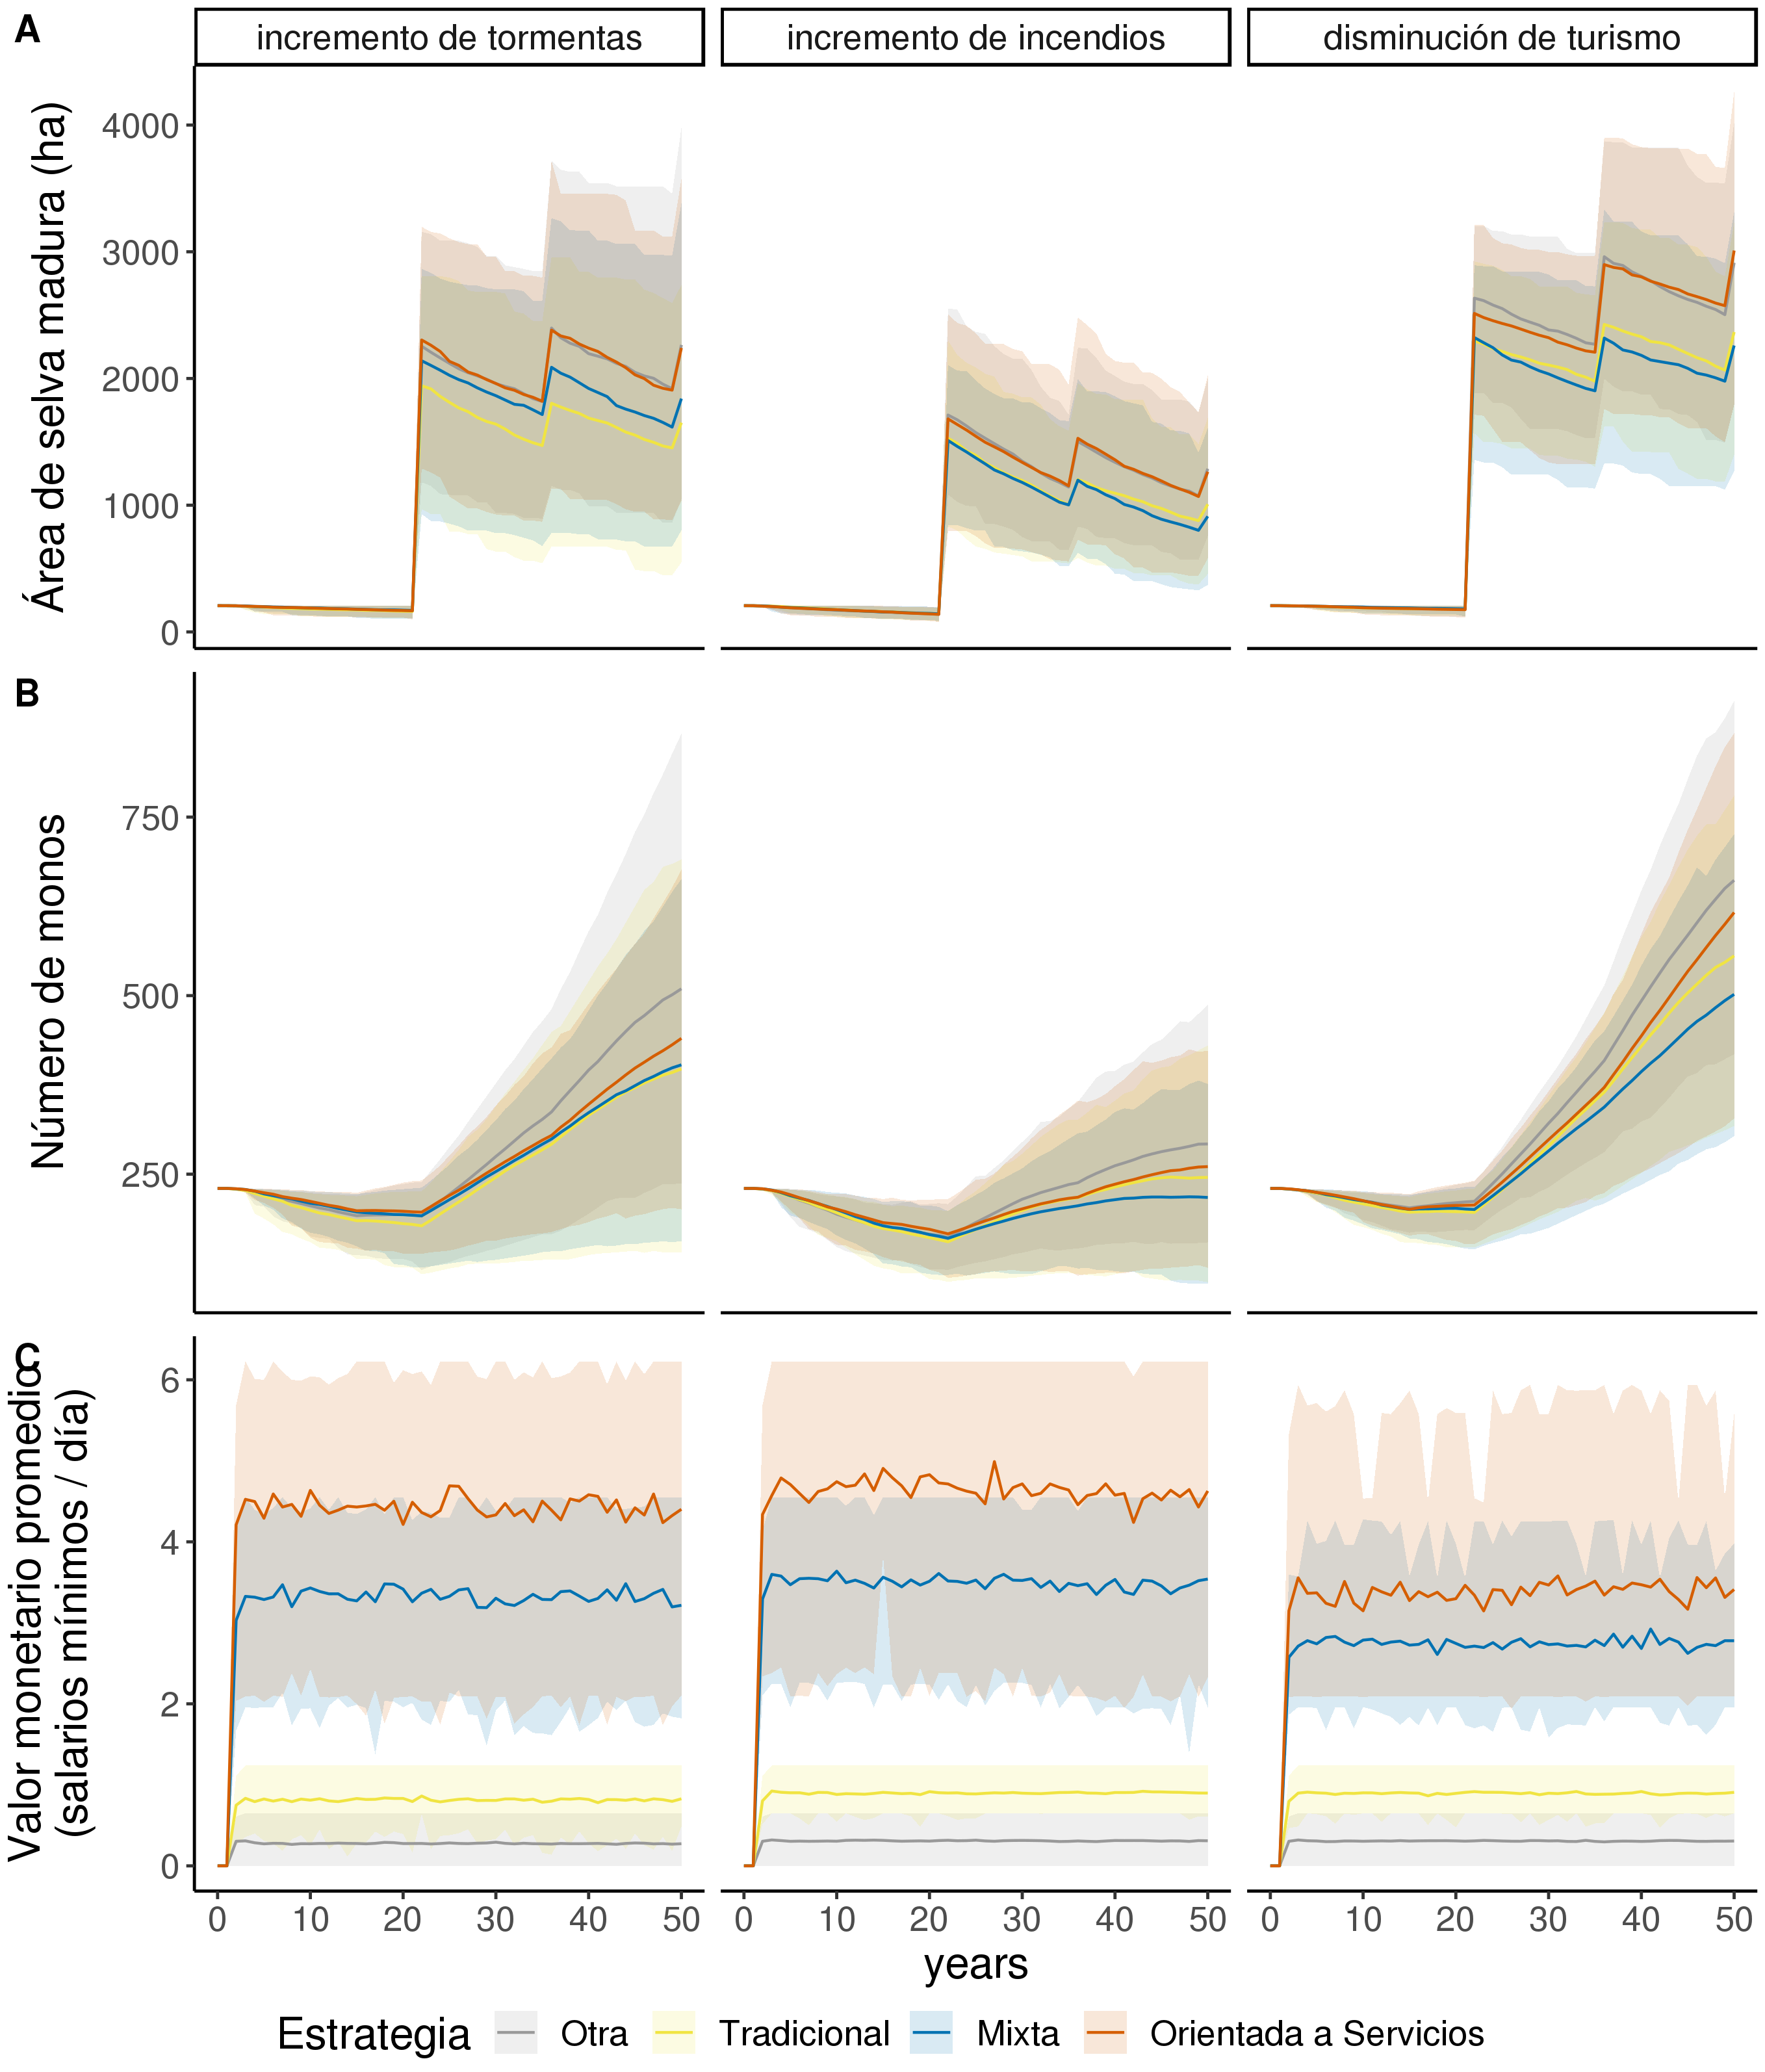 A
incremento de tormentas
incremento de incendios
disminución de turismo
Área de selva madura (ha)
4000
3000
2000
1000
0
B
Número de monos
750
500
250
C
Valor monetario promedio
(salarios mínimos / día)
6
4
2
0
0 10 20 30 40 50
0 10 20 30 40 50
0 10 20 30 40 50
years
Estrategia Otra Tradicional Mixta Orientada a Servicios